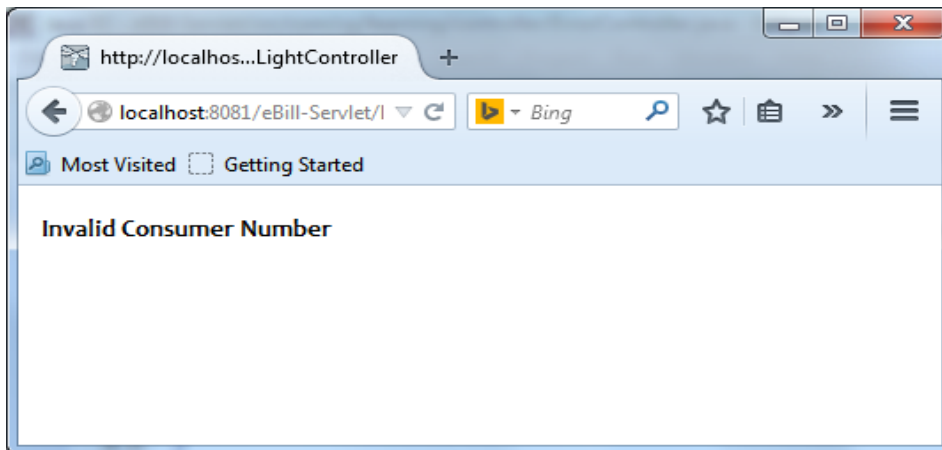 http://localhos...LightController
localhost:8081/eBill-Servlet/
Bing
Most Visited Getting Started
Invalid Consumer Number